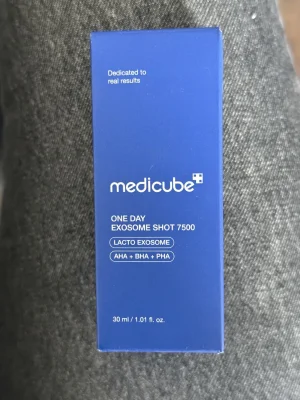 Dedicated to
real results
medicube
ONE DAY
EXOSOME SHOT 7500
LACTO EXOSOME
AHA + BHA + PHA
30 ml / 1.01 fl. oz.